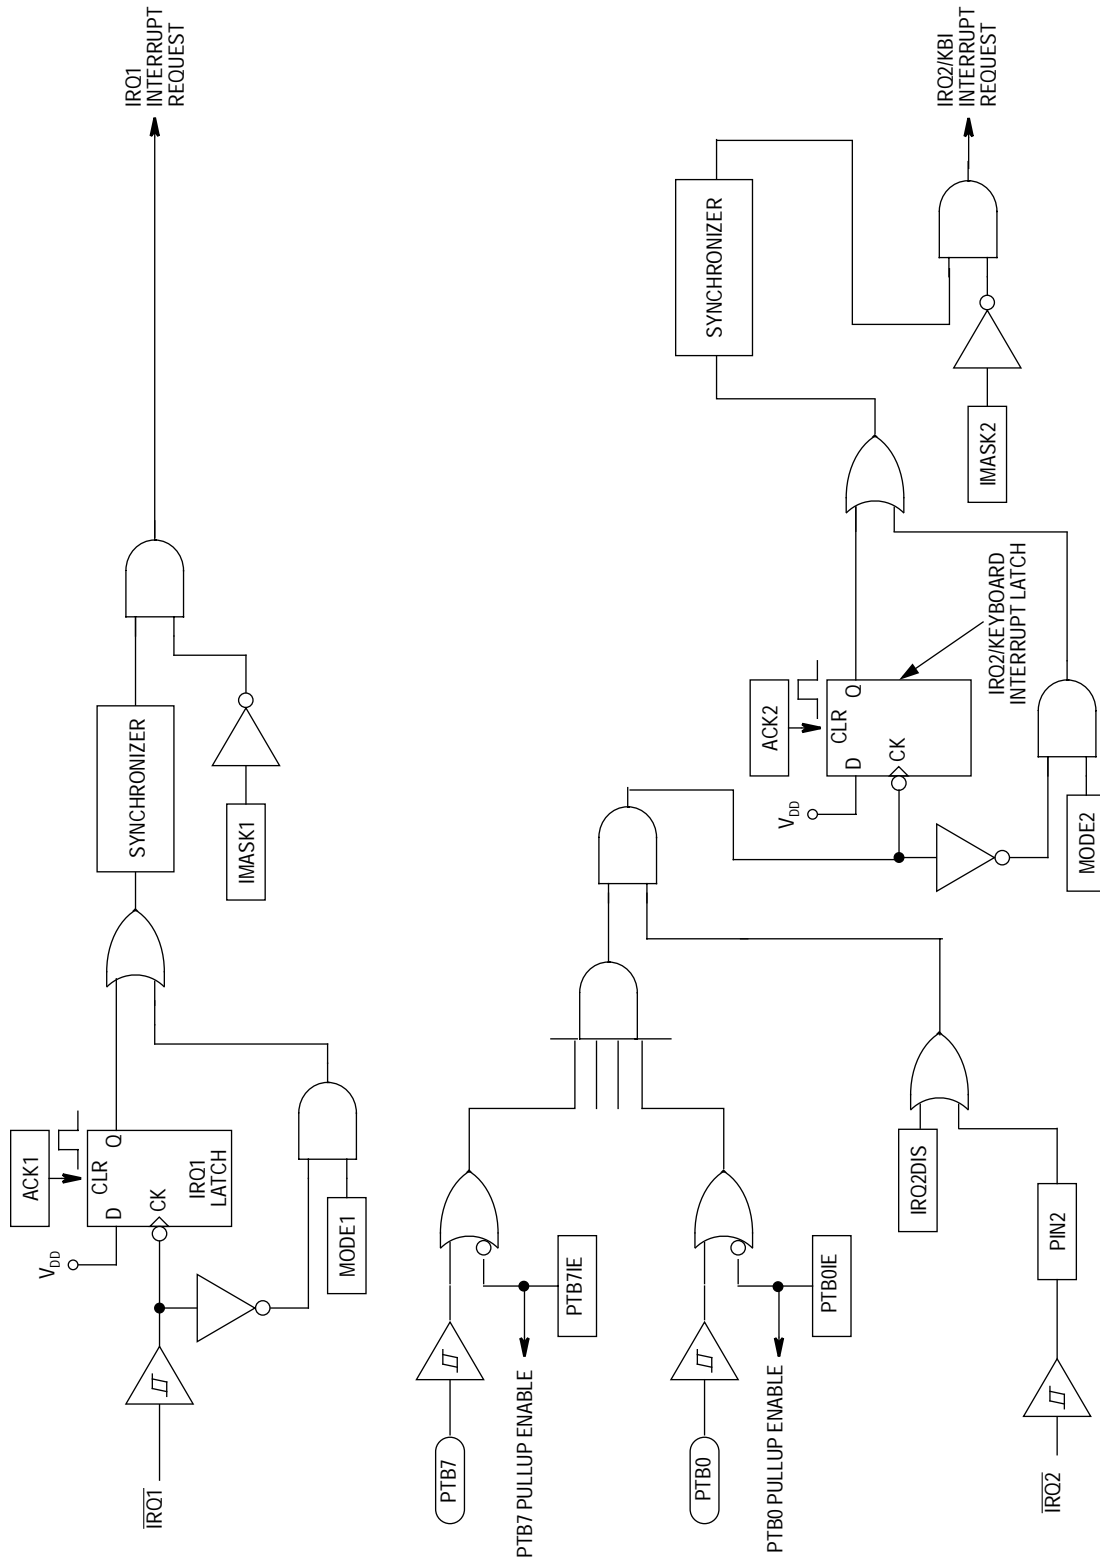 ACK1
V_DD
D
CLR
Q
CK
IRQ1
LATCH
IRQ1
MODE1
SYNCHRONIZER
IMASK1
IRQ1
INTERRUPT
REQUEST
PTB7
PTB7 PULLUP ENABLE
PTB7IE
PTB0
PTB0 PULLUP ENABLE
PTB0IE
IRQ2
PIN2
IRQ2DIS
ACK2
V_DD
D
CLR
Q
CK
IRQ2/KEYBOARD
INTERRUPT LATCH
MODE2
SYNCHRONIZER
IMASK2
IRQ2/KBI
INTERRUPT
REQUEST